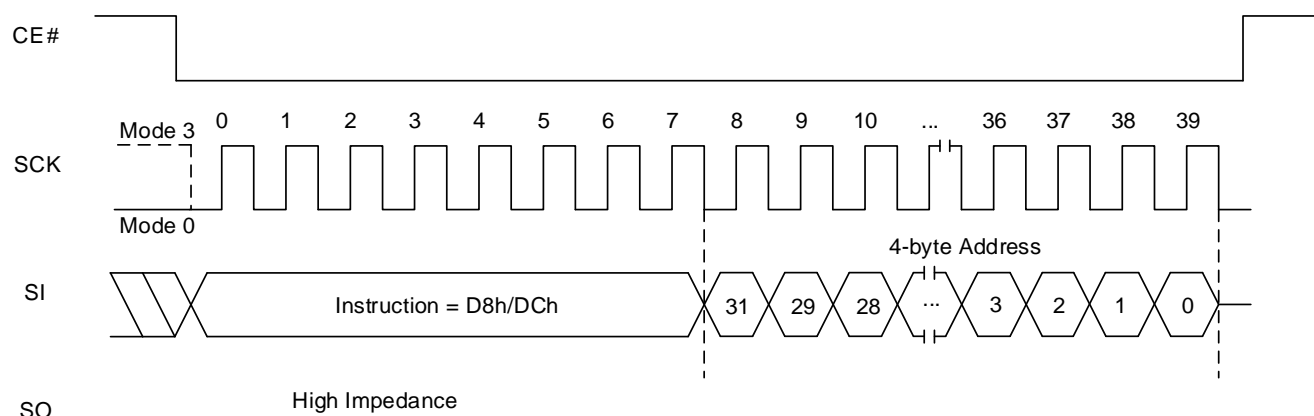 CE#
0 1 2 3 4 5 6 7 8 9 10 ... 36 37 38 39
Mode 3
SCK
Mode 0
4-byte Address
SI
Instruction = D8h/DCh 31 29 28 ... 3 2 1 0
High Impedance
SO